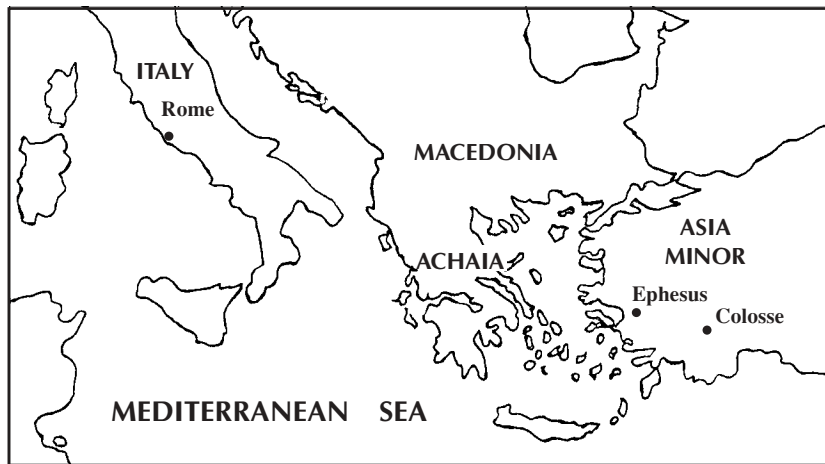 ITALY
Rome
MACEDONIA
ASIA
MINOR
ACHAIA
Ephesus
Colosse
MEDITERRANEAN SEA